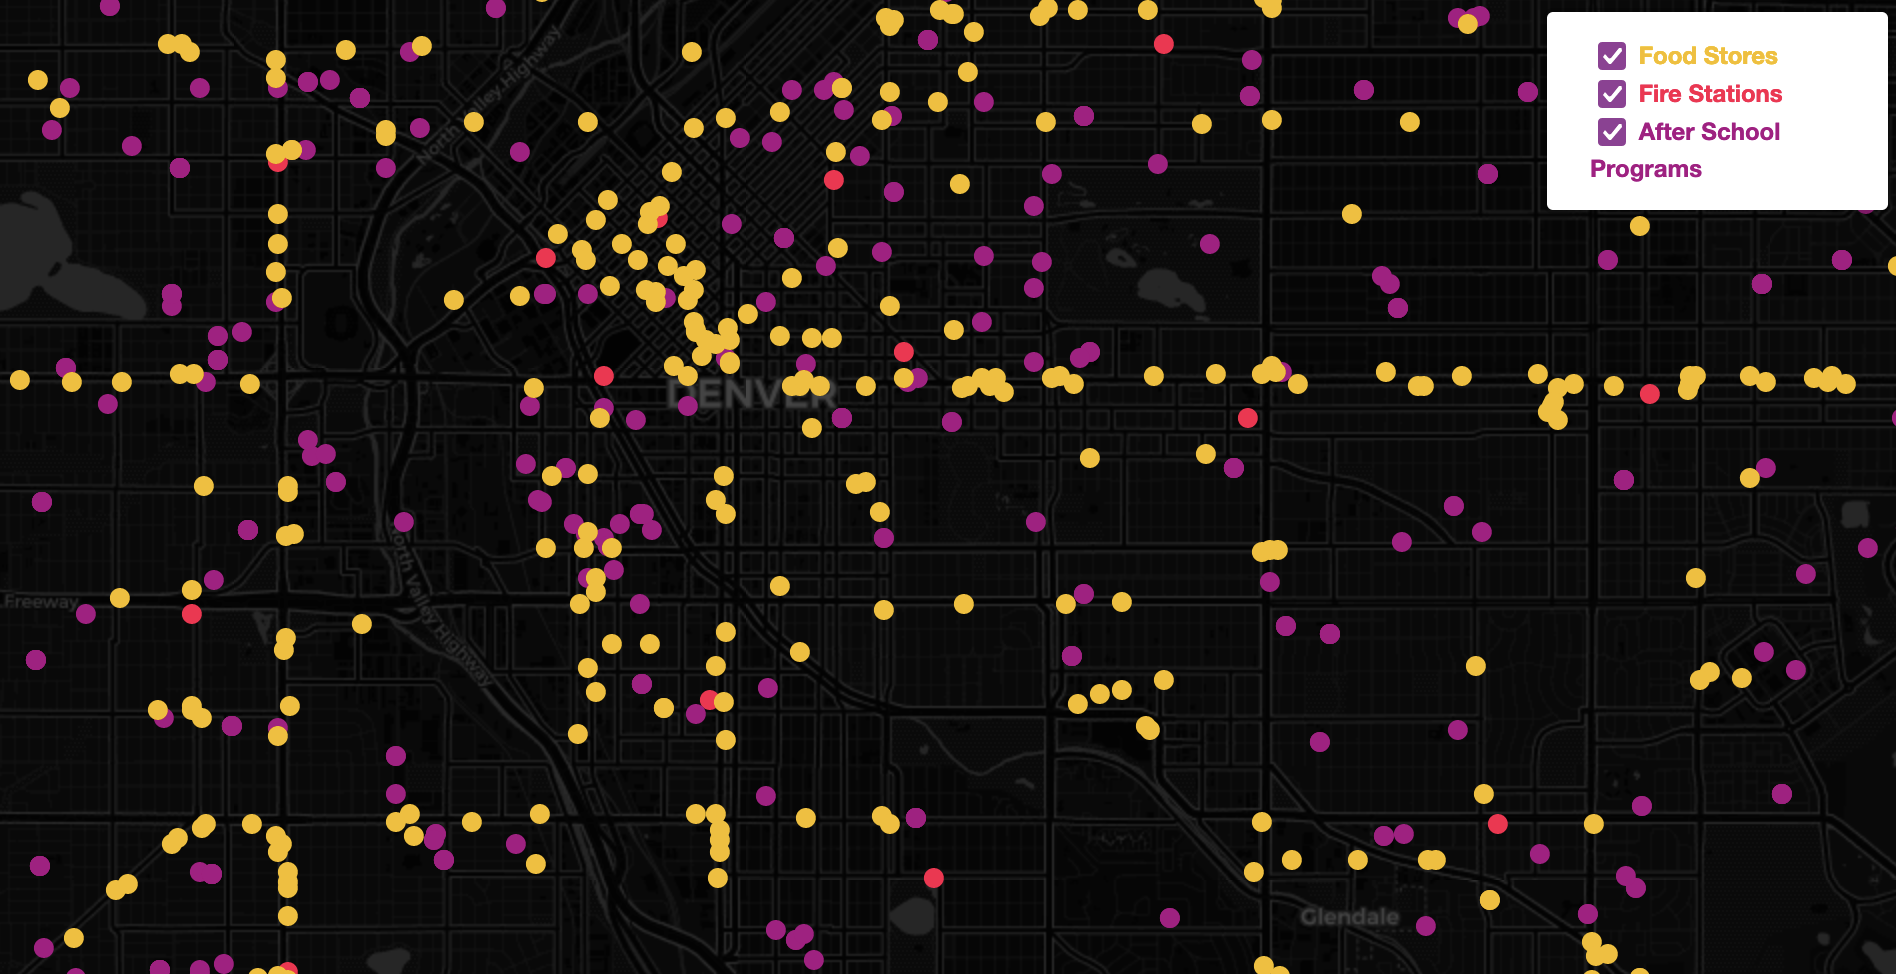 Food Stores
Fire Stations
After School
Programs
North Valley Highway
DENVER
Freeway
North Valley Highway
Glendale